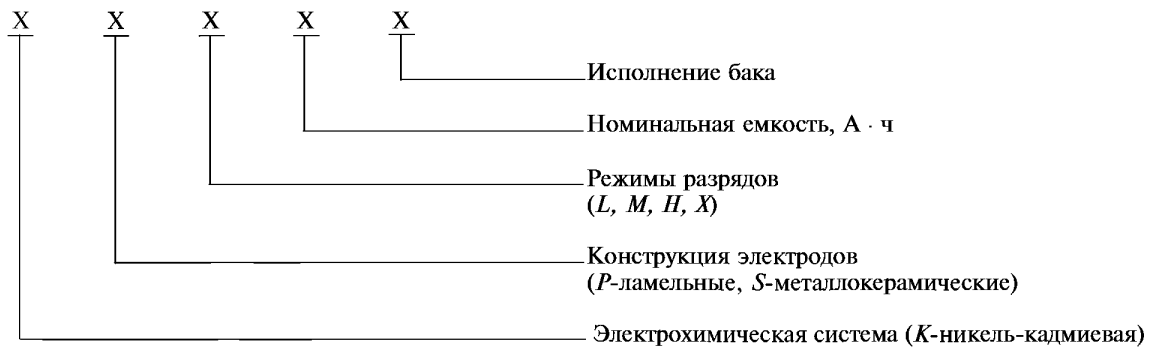 X X X X X
Исполнение бака
Номинальная емкость, А · ч
Режимы разрядов
(L, M, H, X)
Конструкция электродов
(P-ламельные, S-металлокерамические)
Электрохимическая система (K-никель-кадмиевая)